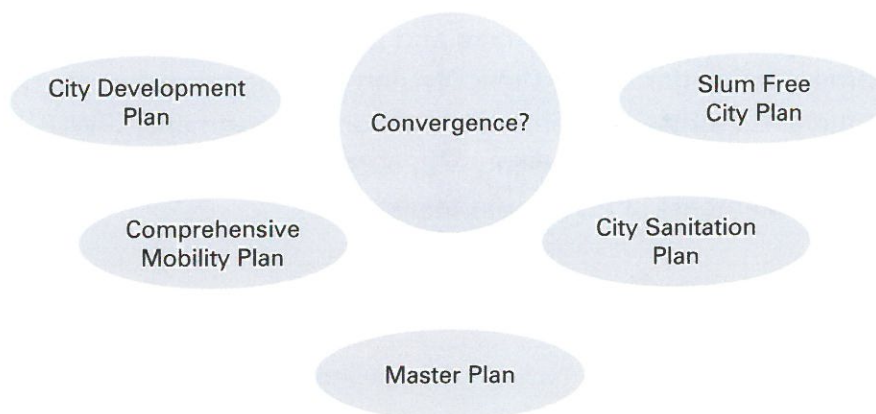 City Development
Plan
Convergence?
Slum Free
City Plan
Comprehensive
Mobility Plan
City Sanitation
Plan
Master Plan